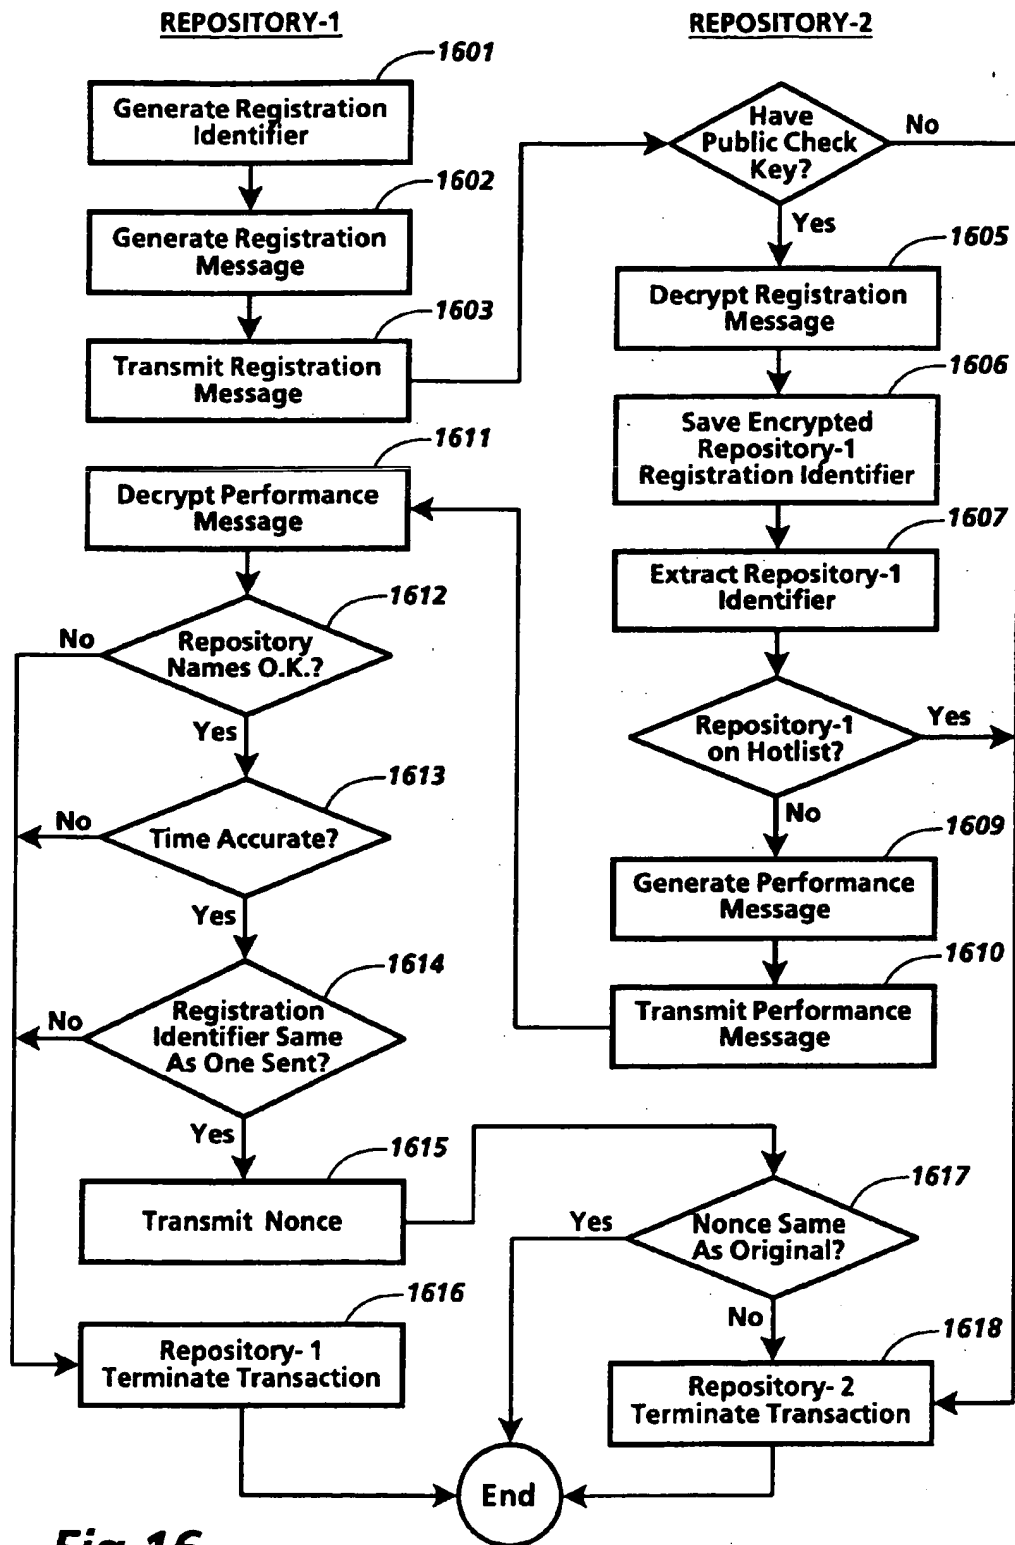 REPOSITORY-1
1601
Generate Registration
Identifier
1602
Generate Registration
Message
1603
Transmit Registration
Message
1611
Decrypt Performance
Message
1612
Repository
Names O.K.?
No
Yes
1613
Time Accurate?
No
Yes
1614
Registration
Identifier Same
As One Sent?
No
Yes
1615
Transmit Nonce
1616
Repository- 1
Terminate Transaction
REPOSITORY-2
Have
Public Check
Key?
No
Yes
1605
Decrypt Registration
Message
1606
Save Encrypted
Repository-1
Registration Identifier
1607
Extract Repository-1
Identifier
Repository-1
on Hotlist?
Yes
No
1609
Generate Performance
Message
1610
Transmit Performance
Message
1617
Nonce Same
As Original?
Yes
No
1618
Repository- 2
Terminate Transaction
End
Fig.16